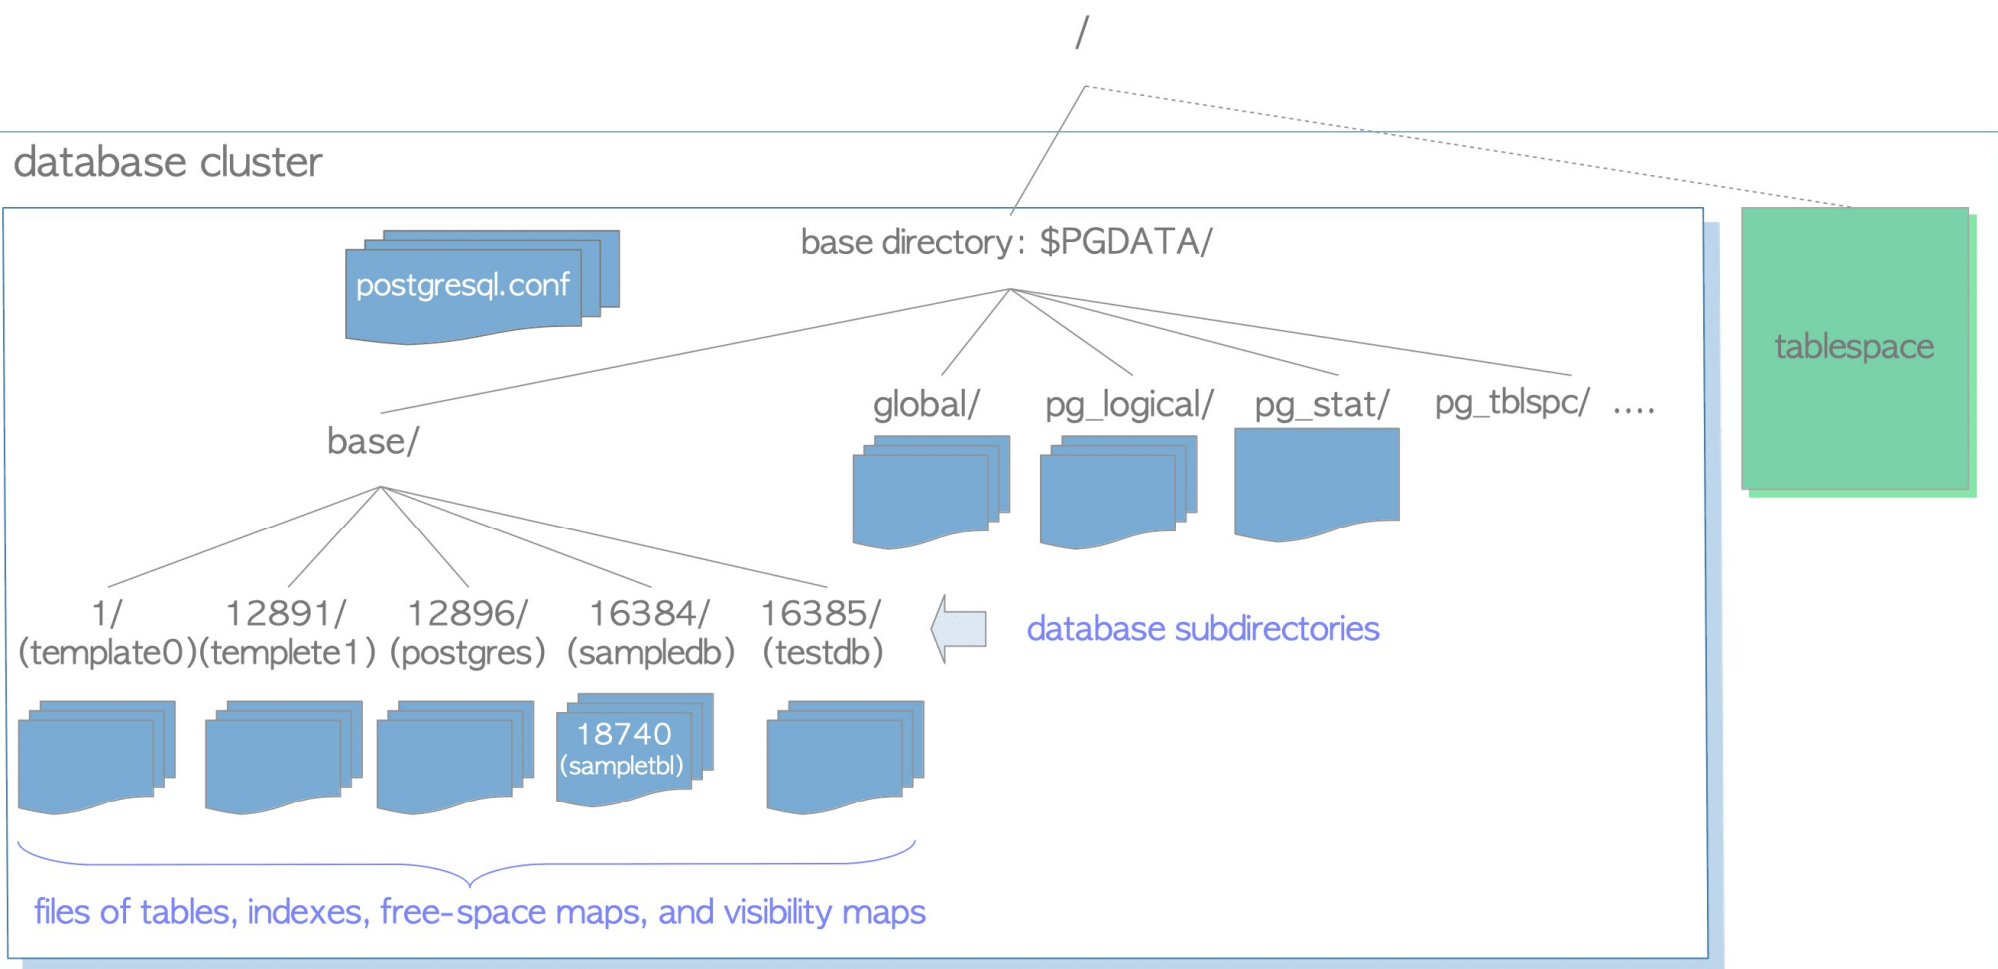 /
database cluster
base directory: $PGDATA/
postgresql.conf
tablespace
global/
pg_logical/
pg_stat/
pg_tblspc/ ....
base/
1/
(template0)
12891/
(templete1)
12896/
(postgres)
16384/
(sampledb)
16385/
(testdb)
database subdirectories
18740
(sampletbl)
files of tables, indexes, free-space maps, and visibility maps